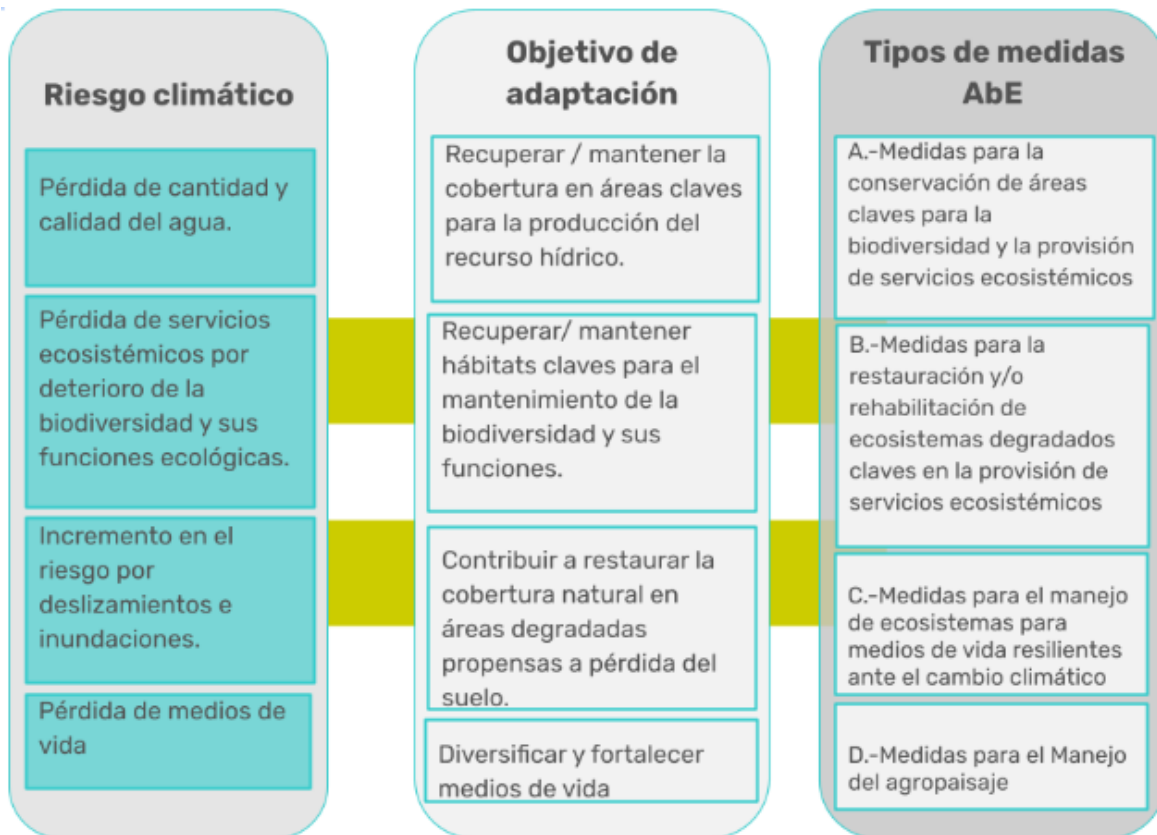 Riesgo climático
Pérdida de cantidad y
calidad del agua.
Pérdida de servicios
ecosistémicos por
deterioro de la
biodiversidad y sus
funciones ecológicas.
Incremento en el
riesgo por
deslizamientos e
inundaciones.
Pérdida de medios de
vida
Objetivo de
adaptación
Recuperar / mantener la
cobertura en áreas claves
para la producción del
recurso hídrico.
Recuperar/ mantener
hábitats claves para el
mantenimiento de la
biodiversidad y sus
funciones.
Contribuir a restaurar la
cobertura natural en
áreas degradadas
propensas a pérdida del
suelo.
Diversificar y fortalecer
medios de vida
Tipos de medidas
AbE
A.-Medidas para la
conservación de áreas
claves para la
biodiversidad y la provisión
de servicios ecosistémicos
B.-Medidas para la
restauración y/o
rehabilitación de
ecosistemas degradados
claves en la provisión de
servicios ecosistémicos
C.-Medidas para el manejo
de ecosistemas para
medios de vida resilientes
ante el cambio climático
D.-Medidas para el Manejo
del agropaisaje